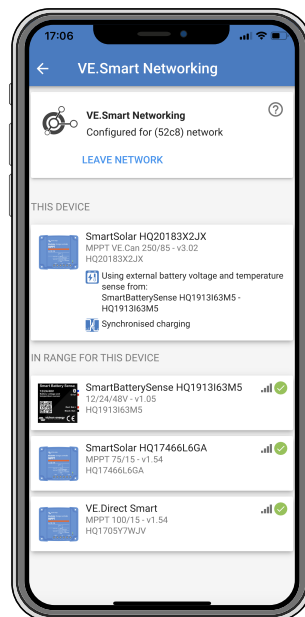 17:06
VE.Smart Networking
VE.Smart Networking
Configured for (52c8) network
LEAVE NETWORK
THIS DEVICE
SmartSolar HQ20183X2JX
MPPT VE.Can 250/85 - v3.02
HQ20183X2JX
Using external battery voltage and temperature
sense from:
SmartBatterySense HQ1913I63M5 -
HQ1913I63M5
Synchronised charging
IN RANGE FOR THIS DEVICE
Smart Battery Sense
SmartBatterySense HQ1913I63M5
12/24/48V - v1.05
HQ1913I63M5
SmartSolar HQ17466L6GA
MPPT 75/15 - v1.54
HQ17466L6GA
VE.Direct Smart
MPPT 100/15 - v1.54
HQ1705Y7WJV